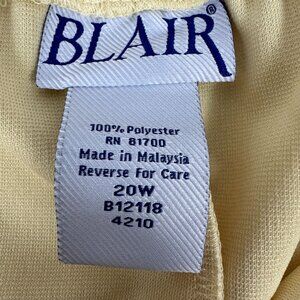 BLAIR®
100% Polyester
RN 81700
Made in Malaysia
Reverse For Care
20W
B12118
4210